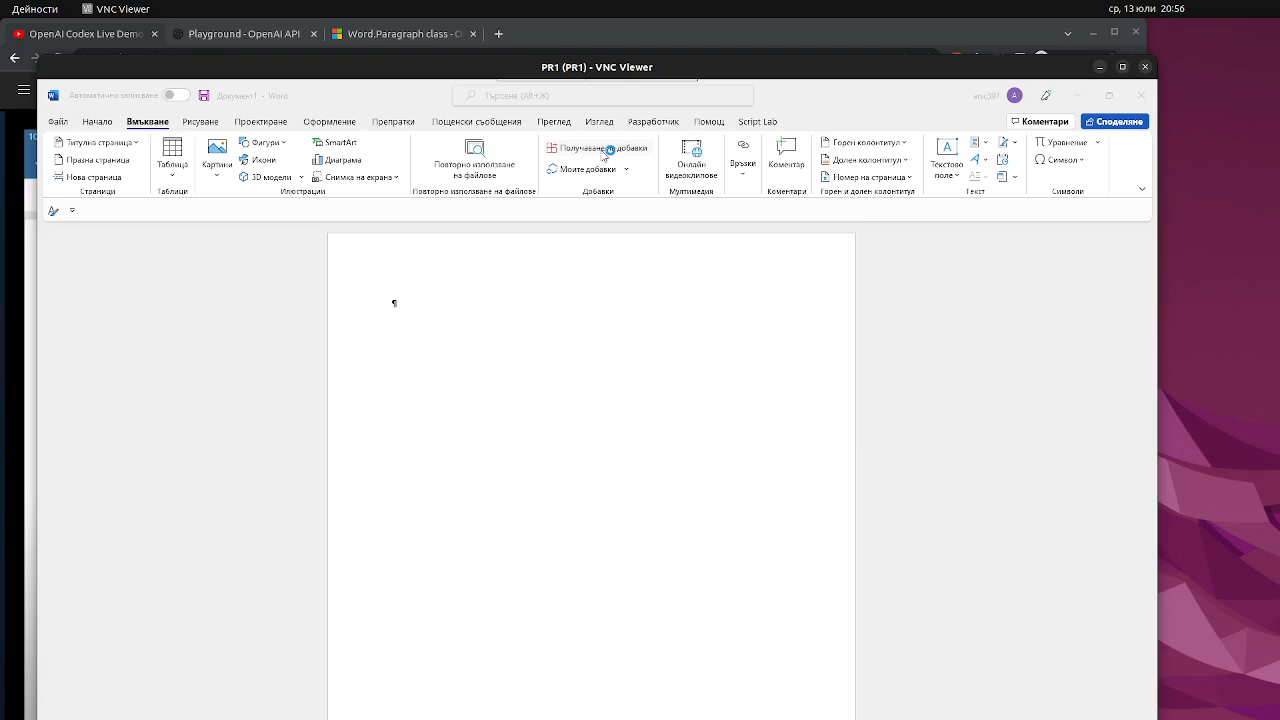 Дейности VNC Viewer ср, 13 юли 20:56
OpenAI Codex Live Demo Playground - OpenAI API Word.Paragraph class - O
PR1 (PR1) - VNC Viewer
Автоматично записване Документ1 - Word Търсене (Alt+Ж) arsc397 A
Файл Начало Вмъкване Рисуване Проектиране Оформление Препратки Пощенски съобщения Преглед Изглед Разработчик Помощ Script Lab Коментари Споделяне
Титулна страница
Празна страница
Нова страница
Страници
Таблица
Таблици
Картини
Фигури
Икони
3D модели
SmartArt
Диаграма
Снимка на екрана
Илюстрации
Повторно използване
на файлове
Повторно използване на файлове
Получаване добавки
Моите добавки
Добавки
Онлайн
видеоклипове
Мултимедия
Връзки
Коментар
Коментари
Горен колонтитул
Долен колонтитул
Номер на страница
Горен и долен колонтитул
Текстово
поле
Текст
Уравнение
Символ
Символи
¶